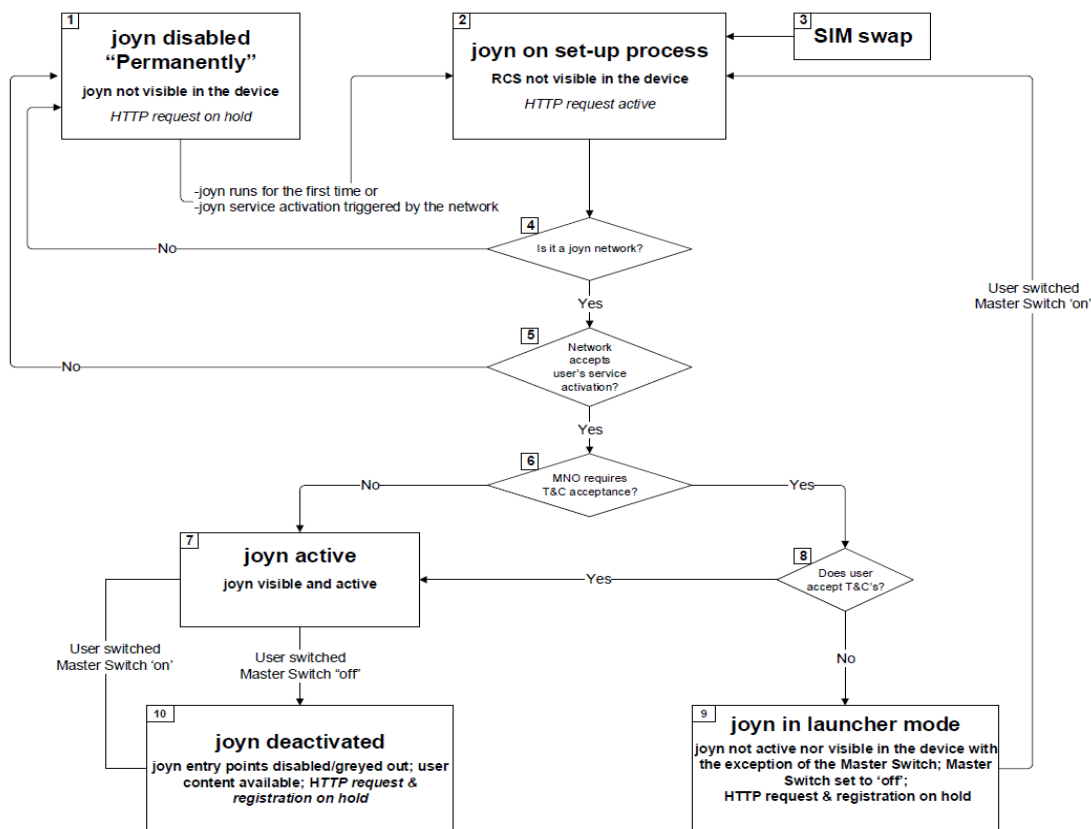 1
joyn disabled
“Permanently”
joyn not visible in the device
HTTP request on hold
2
joyn on set-up process
RCS not visible in the device
HTTP request active
3
SIM swap
-joyn runs for the first time or
-joyn service activation triggered by the network
4
Is it a joyn network?
No
Yes
User switched
Master Switch ‘on’
5
Network
accepts
user’s service
activation?
No
Yes
6
MNO requires
T&C acceptance?
No
Yes
7
joyn active
joyn visible and active
8
Does user
accept T&C’s?
Yes
No
User switched
Master Switch ‘on’
User switched
Master Switch “off”
10
joyn deactivated
joyn entry points disabled/greyed out; user
content available; HTTP request &
registration on hold
9
joyn in launcher mode
joyn not active nor visible in the device with
the exception of the Master Switch; Master
Switch set to ‘off’;
HTTP request & registration on hold